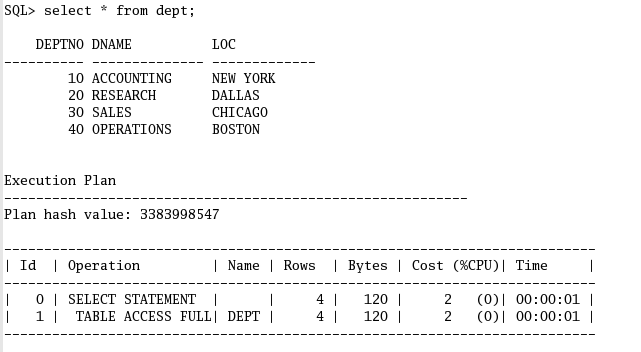 SQL> select * from dept;
    DEPTNO DNAME          LOC
---------- -------------- -------------
        10 ACCOUNTING     NEW YORK
        20 RESEARCH       DALLAS
        30 SALES          CHICAGO
        40 OPERATIONS     BOSTON
Execution Plan
----------------------------------------------------------
Plan hash value: 3383998547
--------------------------------------------------------------------------
| Id  | Operation         | Name | Rows  | Bytes | Cost (%CPU)| Time     |
--------------------------------------------------------------------------
|   0 | SELECT STATEMENT  |      |     4 |   120 |     2   (0)| 00:00:01 |
|   1 |  TABLE ACCESS FULL| DEPT |     4 |   120 |     2   (0)| 00:00:01 |
--------------------------------------------------------------------------